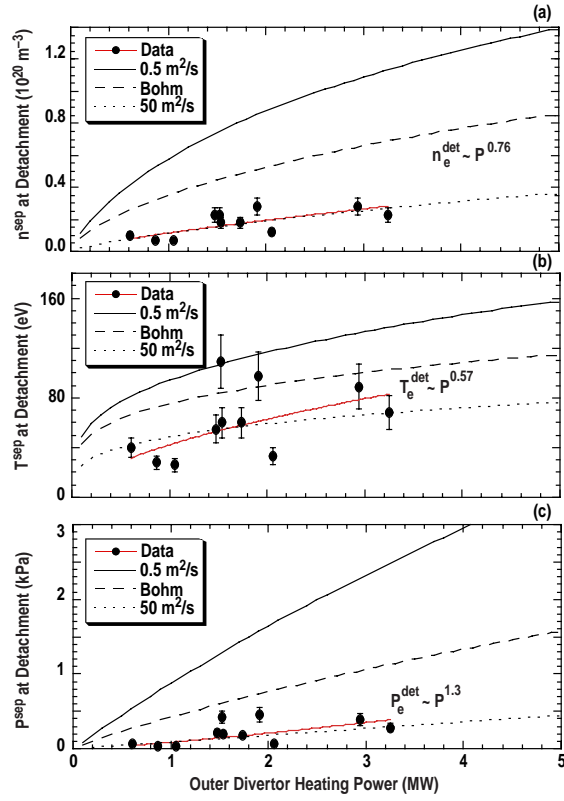 (a)
1.2
0.8
0.4
0.0
n^sep at Detachment (10^20 m^-3)
Data
0.5 m²/s
Bohm
50 m²/s
n_e^det ~ P^0.76
(b)
160
80
0
T^sep at Detachment (eV)
Data
0.5 m²/s
Bohm
50 m²/s
T_e^det ~ P^0.57
(c)
3
2
1
0
P^sep at Detachment (kPa)
Data
0.5 m²/s
Bohm
50 m²/s
P_e^det ~ P^1.3
0 1 2 3 4 5
Outer Divertor Heating Power (MW)